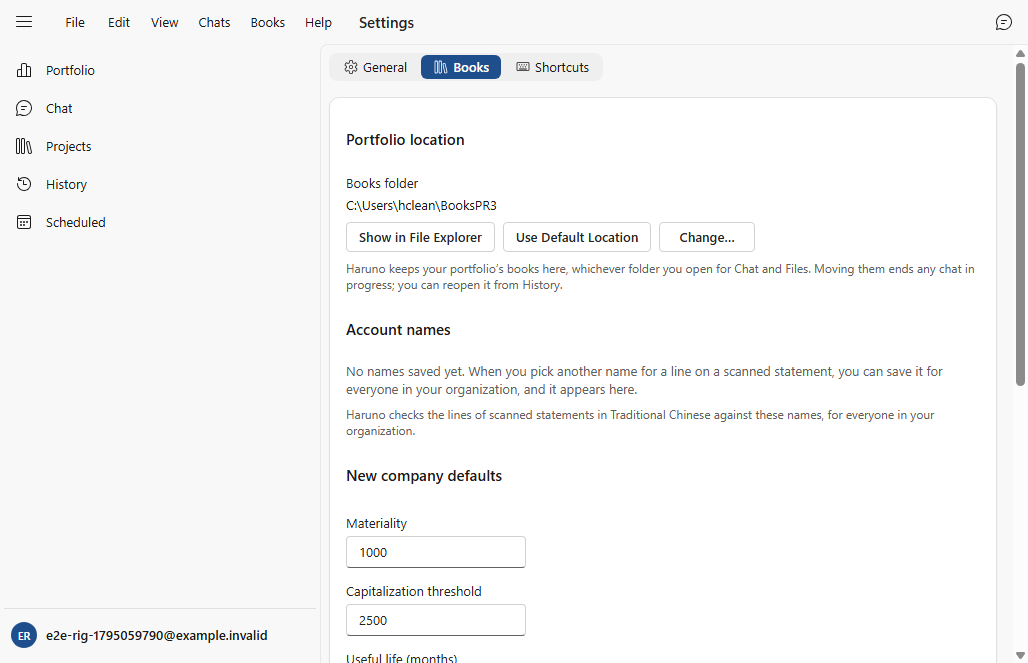 File Edit View Chats Books Help Settings
Portfolio
Chat
Projects
History
Scheduled
General Books Shortcuts
Portfolio location
Books folder
C:\Users\hclean\BooksPR3
Show in File Explorer Use Default Location Change...
Haruno keeps your portfolio's books here, whichever folder you open for Chat and Files. Moving them ends any chat in
progress; you can reopen it from History.
Account names
No names saved yet. When you pick another name for a line on a scanned statement, you can save it for
everyone in your organization, and it appears here.
Haruno checks the lines of scanned statements in Traditional Chinese against these names, for everyone in your
organization.
New company defaults
Materiality
1000
Capitalization threshold
2500
Useful life (months)
ER e2e-rig-1795059790@example.invalid